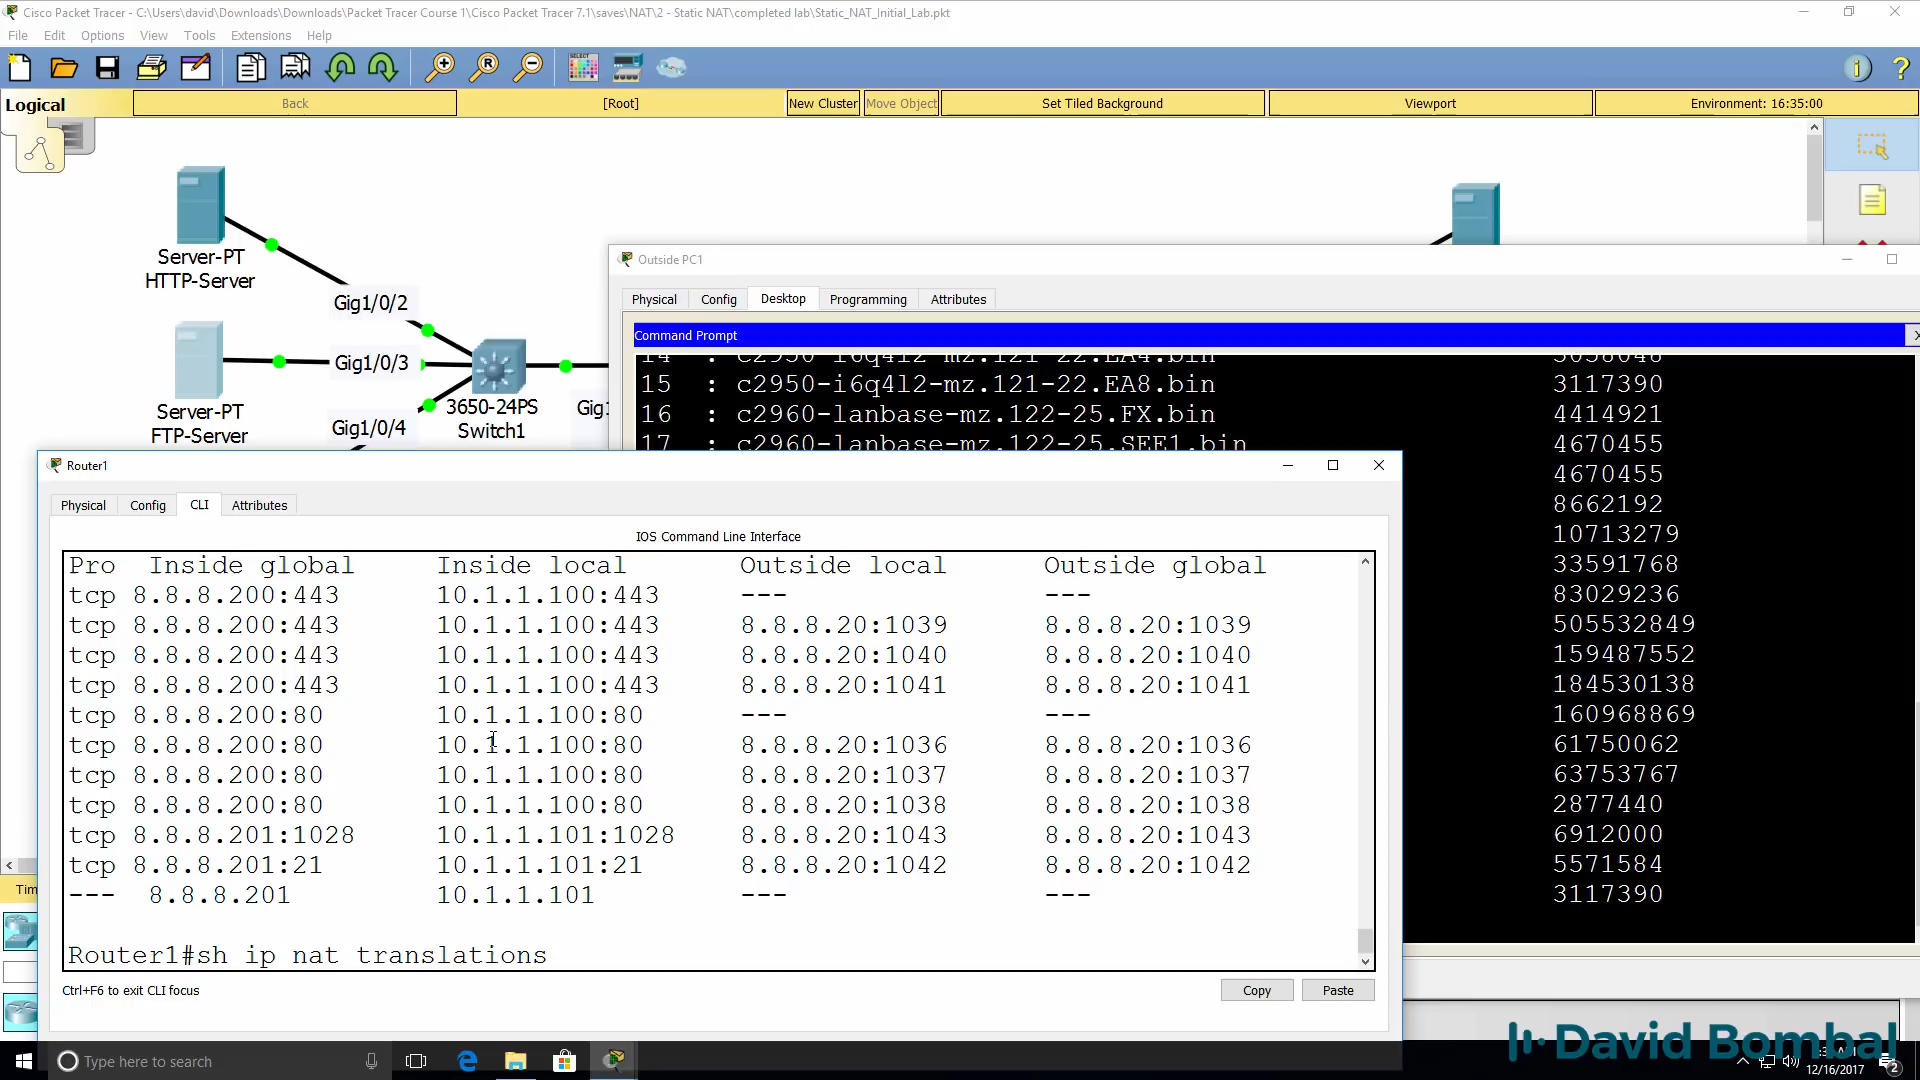 Cisco Packet Tracer - C:\Users\david\Downloads\Downloads\Packet Tracer Course 1\Cisco Packet Tracer 7.1\saves\NAT\2 - Static NAT\completed lab\Static_NAT_Initial_Lab.pkt
File Edit Options View Tools Extensions Help
Logical Back [Root] New Cluster Move Object Set Tiled Background Viewport Environment: 16:35:00
Server-PT
HTTP-Server
Gig1/0/2
Gig1/0/3
Server-PT
FTP-Server
Gig1/0/4
3650-24PS
Switch1
Outside PC1
Physical Config Desktop Programming Attributes
Command Prompt
14 : c2950-i6q4l2-mz.121-22.EA4.bin 3058048
15 : c2950-i6q4l2-mz.121-22.EA8.bin 3117390
16 : c2960-lanbase-mz.122-25.FX.bin 4414921
17 : c2960-lanbase-mz.122-25.SEE1.bin 4670455
4670455
8662192
10713279
33591768
83029236
505532849
159487552
184530138
160968869
61750062
63753767
2877440
6912000
5571584
3117390
Router1
Physical Config CLI Attributes
IOS Command Line Interface
Pro Inside global Inside local Outside local Outside global
tcp 8.8.8.200:443 10.1.1.100:443 --- ---
tcp 8.8.8.200:443 10.1.1.100:443 8.8.8.20:1039 8.8.8.20:1039
tcp 8.8.8.200:443 10.1.1.100:443 8.8.8.20:1040 8.8.8.20:1040
tcp 8.8.8.200:443 10.1.1.100:443 8.8.8.20:1041 8.8.8.20:1041
tcp 8.8.8.200:80 10.1.1.100:80 --- ---
tcp 8.8.8.200:80 10.1.1.100:80 8.8.8.20:1036 8.8.8.20:1036
tcp 8.8.8.200:80 10.1.1.100:80 8.8.8.20:1037 8.8.8.20:1037
tcp 8.8.8.200:80 10.1.1.100:80 8.8.8.20:1038 8.8.8.20:1038
tcp 8.8.8.201:1028 10.1.1.101:1028 8.8.8.20:1043 8.8.8.20:1043
tcp 8.8.8.201:21 10.1.1.101:21 8.8.8.20:1042 8.8.8.20:1042
--- 8.8.8.201 10.1.1.101 --- ---
Router1#sh ip nat translations
Ctrl+F6 to exit CLI focus
Copy Paste
David Bombal
Type here to search
12/16/2017
2